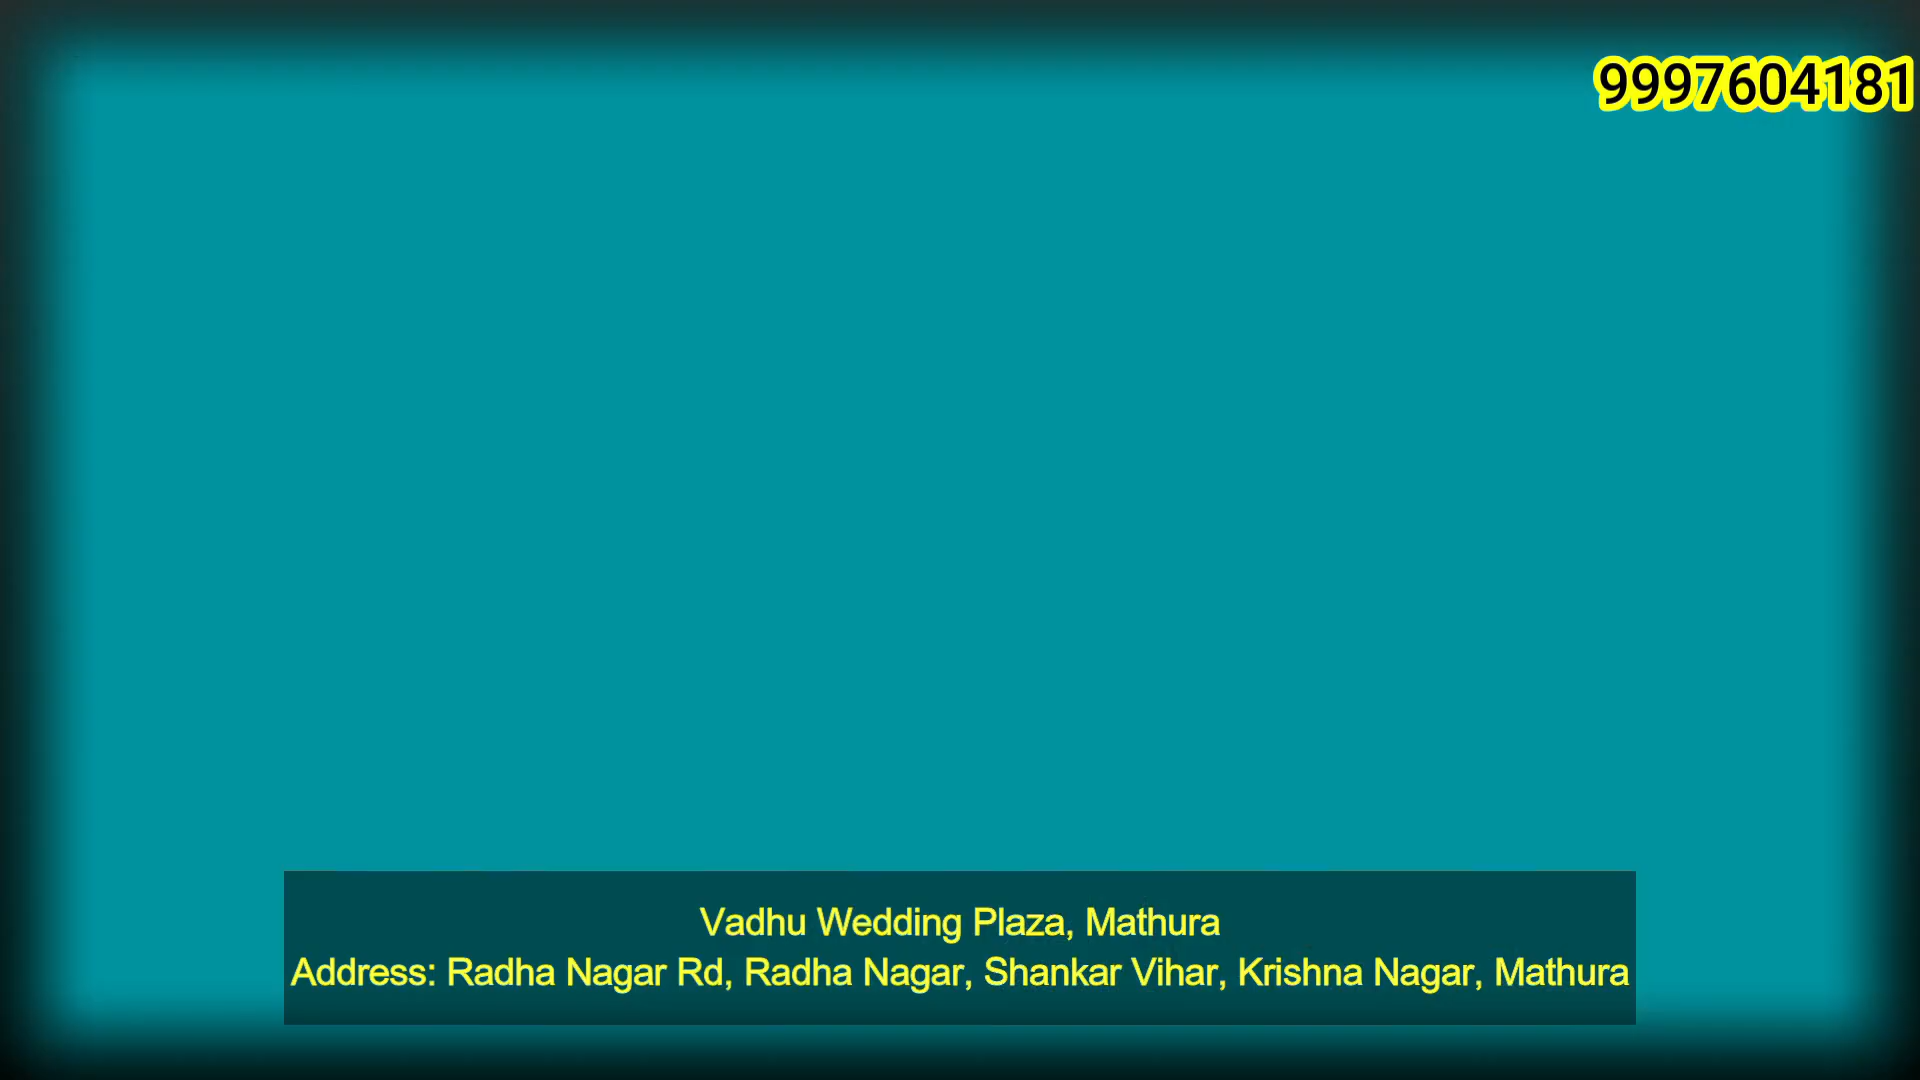 9997604181
Vadhu Wedding Plaza, Mathura
Address: Radha Nagar Rd, Radha Nagar, Shankar Vihar, Krishna Nagar, Mathura